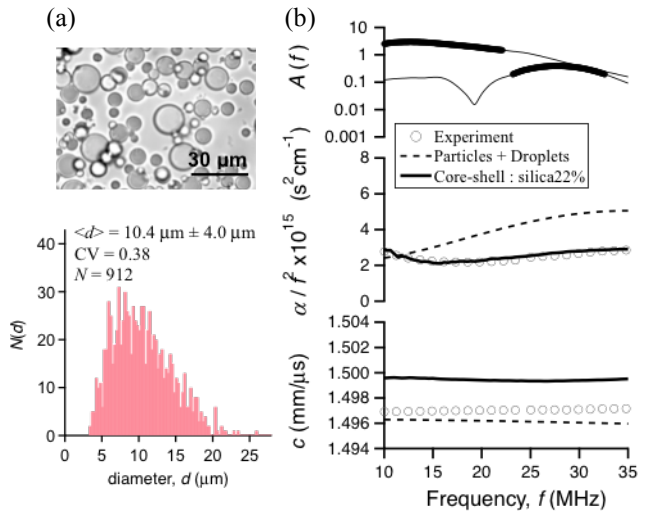 (a)
30 µm
<d> = 10.4 µm ± 4.0 µm
CV = 0.38
N = 912
N(d)
40
30
20
10
0
0 5 10 15 20 25
diameter, d (µm)
(b)
A(f)
10
1
0.1
0.01
0.001
Experiment
Particles + Droplets
Core-shell : silica22%
α / f² x10¹⁵ (s² cm⁻¹)
8
6
4
2
0
c (mm/µs)
1.504
1.502
1.500
1.498
1.496
1.494
10 15 20 25 30 35
Frequency, f (MHz)